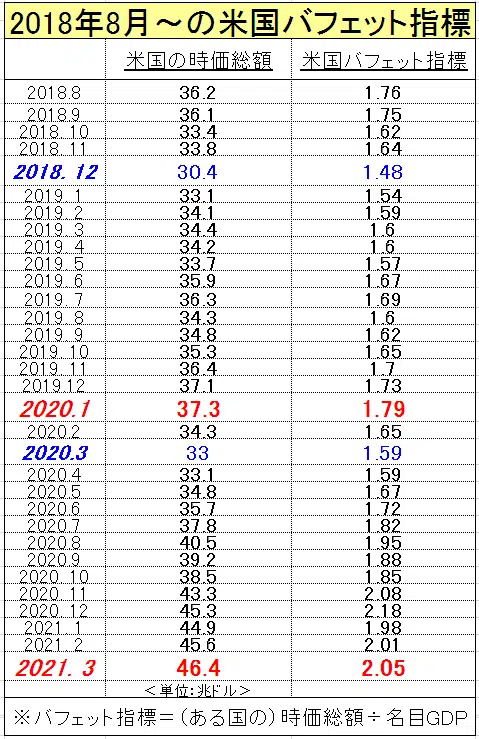 2018年8月～の米国バフェット指標
米国の時価総額 米国バフェット指標
2018.8 36.2 1.76
2018.9 36.1 1.75
2018. 10 33.4 1.62
2018. 11 33.8 1.64
2018. 12 30.4 1.48
2019. 1 33.1 1.54
2019. 2 34.1 1.59
2019. 3 34.4 1.6
2019. 4 34.2 1.6
2019. 5 33.7 1.57
2019. 6 35.9 1.67
2019. 7 36.3 1.69
2019. 8 34.3 1.6
2019. 9 34.8 1.62
2019. 10 35.3 1.65
2019. 11 36.4 1.7
2019.12 37.1 1.73
2020.1 37.3 1.79
2020.2 34.3 1.65
2020.3 33 1.59
2020.4 33.1 1.59
2020.5 34.8 1.67
2020.6 35.7 1.72
2020.7 37.8 1.82
2020.8 40.5 1.95
2020.9 39.2 1.88
2020. 10 38.5 1.85
2020. 11 43.3 2.08
2020. 12 45.3 2.18
2021. 1 44.9 1.98
2021. 2 45.6 2.01
2021. 3 46.4 2.05
＜単位:兆ドル＞
※バフェット指標＝（ある国の）時価総額÷名目GDP